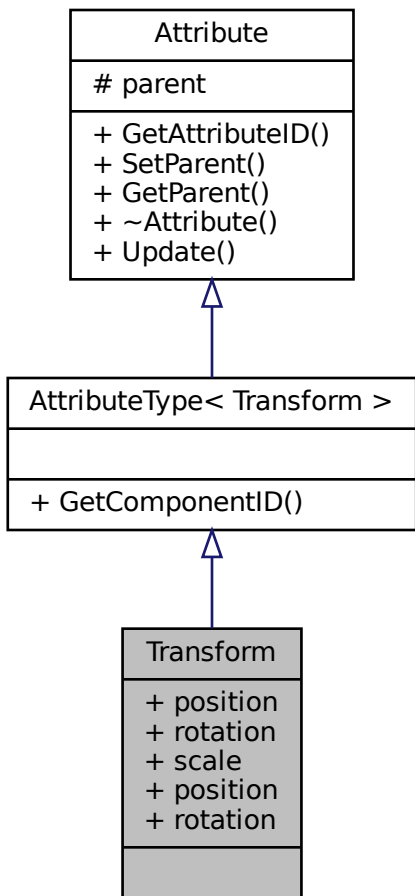 Attribute
# parent
+ GetAttributeID()
+ SetParent()
+ GetParent()
+ ~Attribute()
+ Update()
AttributeType< Transform >
+ GetComponentID()
Transform
+ position
+ rotation
+ scale
+ position
+ rotation